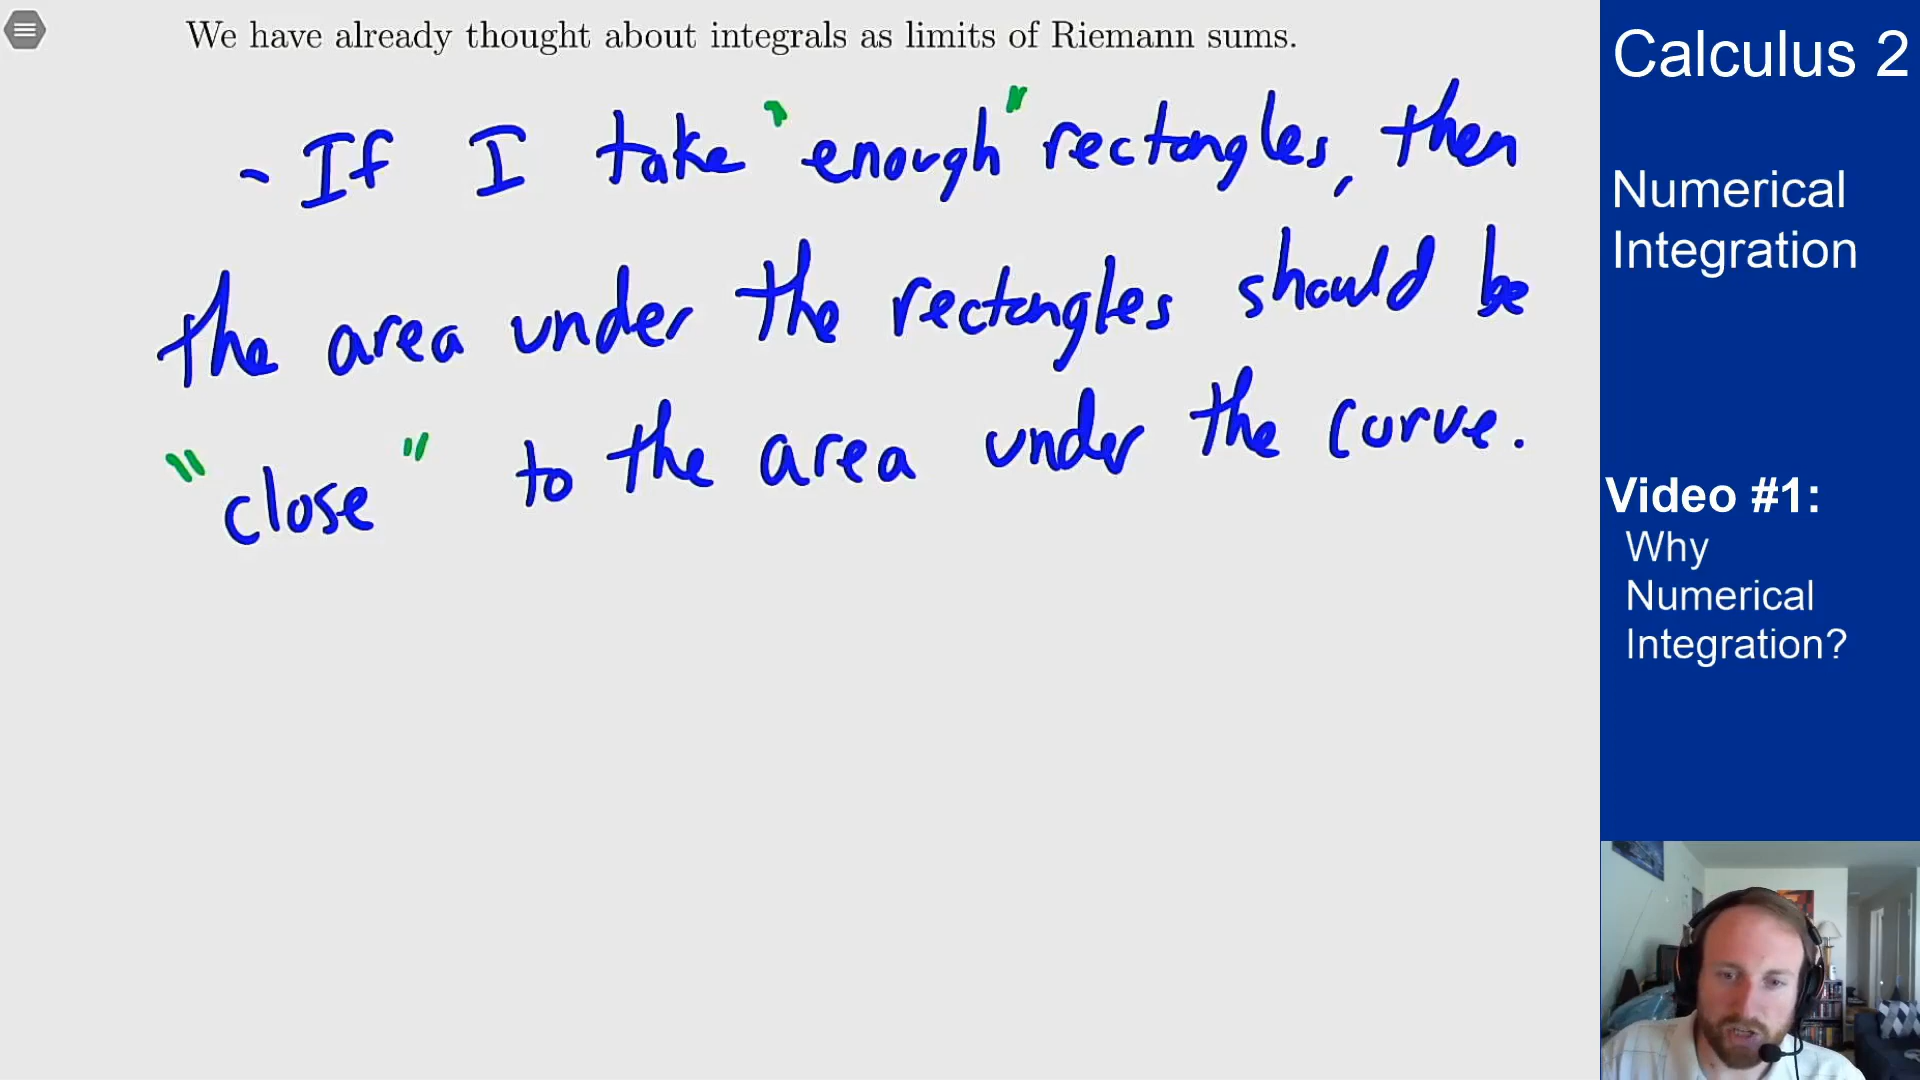 We have already thought about integrals as limits of Riemann sums.
- If I take "enough" rectangles, then
the area under the rectangles should be
"close" to the area under the curve.
Calculus 2
Numerical
Integration
Video #1:
Why
Numerical
Integration?